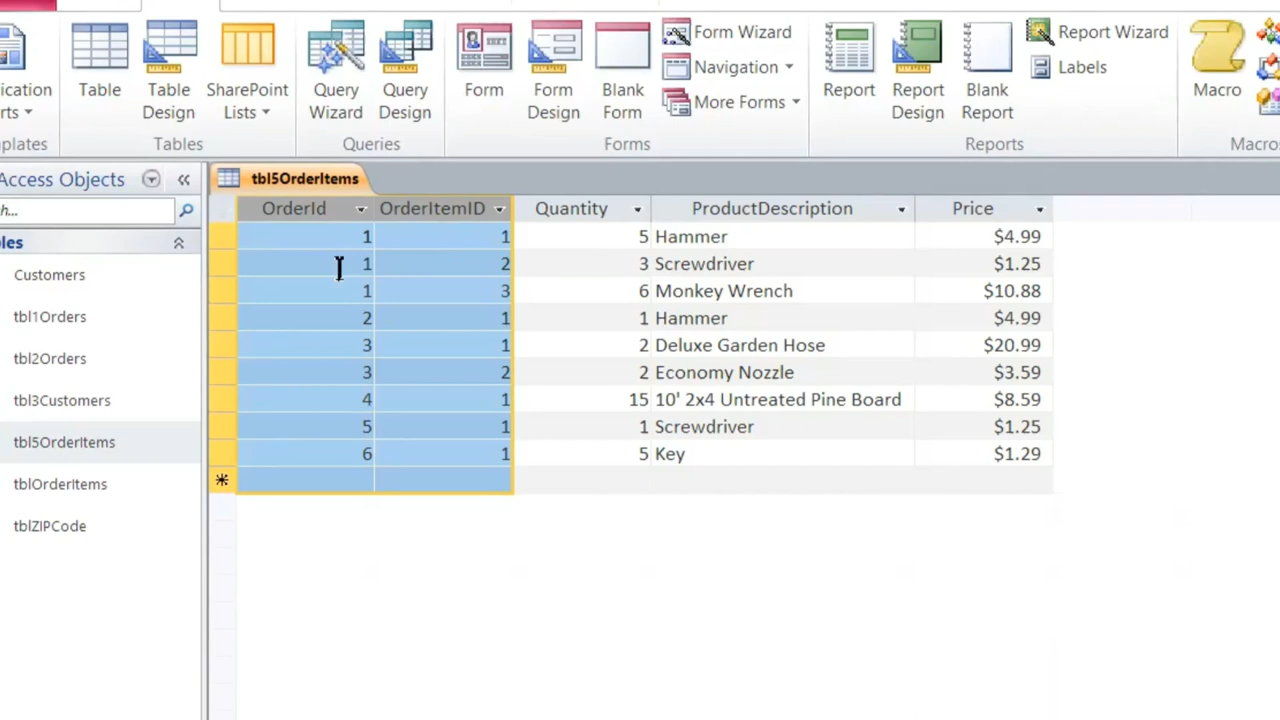 ication
rts
plates
Table
Table
Design
SharePoint
Lists
Tables
Query
Wizard
Query
Design
Queries
Form
Form
Design
Blank
Form
Form Wizard
Navigation
More Forms
Forms
Report
Report
Design
Blank
Report
Report Wizard
Labels
Reports
Macro
Macros
Access Objects
h...
les
Customers
tbl1Orders
tbl2Orders
tbl3Customers
tbl5OrderItems
tblOrderItems
tblZIPCode
tbl5OrderItems
OrderId OrderItemID Quantity ProductDescription Price
1 1 5 Hammer $4.99
1 2 3 Screwdriver $1.25
1 3 6 Monkey Wrench $10.88
2 1 1 Hammer $4.99
3 1 2 Deluxe Garden Hose $20.99
3 2 2 Economy Nozzle $3.59
4 1 15 10' 2x4 Untreated Pine Board $8.59
5 1 1 Screwdriver $1.25
6 1 5 Key $1.29